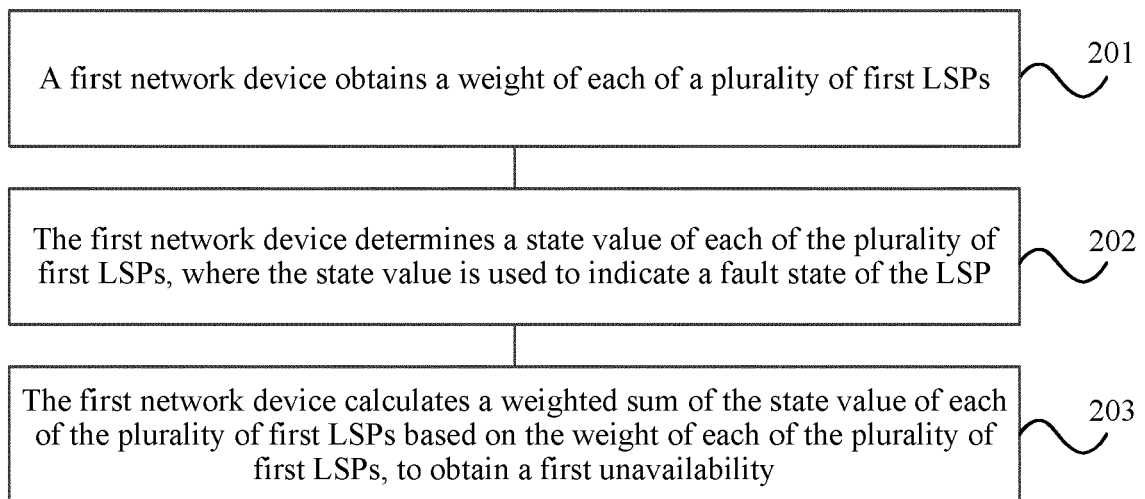 A first network device obtains a weight of each of a plurality of first LSPs
201
The first network device determines a state value of each of the plurality of
first LSPs, where the state value is used to indicate a fault state of the LSP
202
The first network device calculates a weighted sum of the state value of each
of the plurality of first LSPs based on the weight of each of the plurality of
first LSPs, to obtain a first unavailability
203